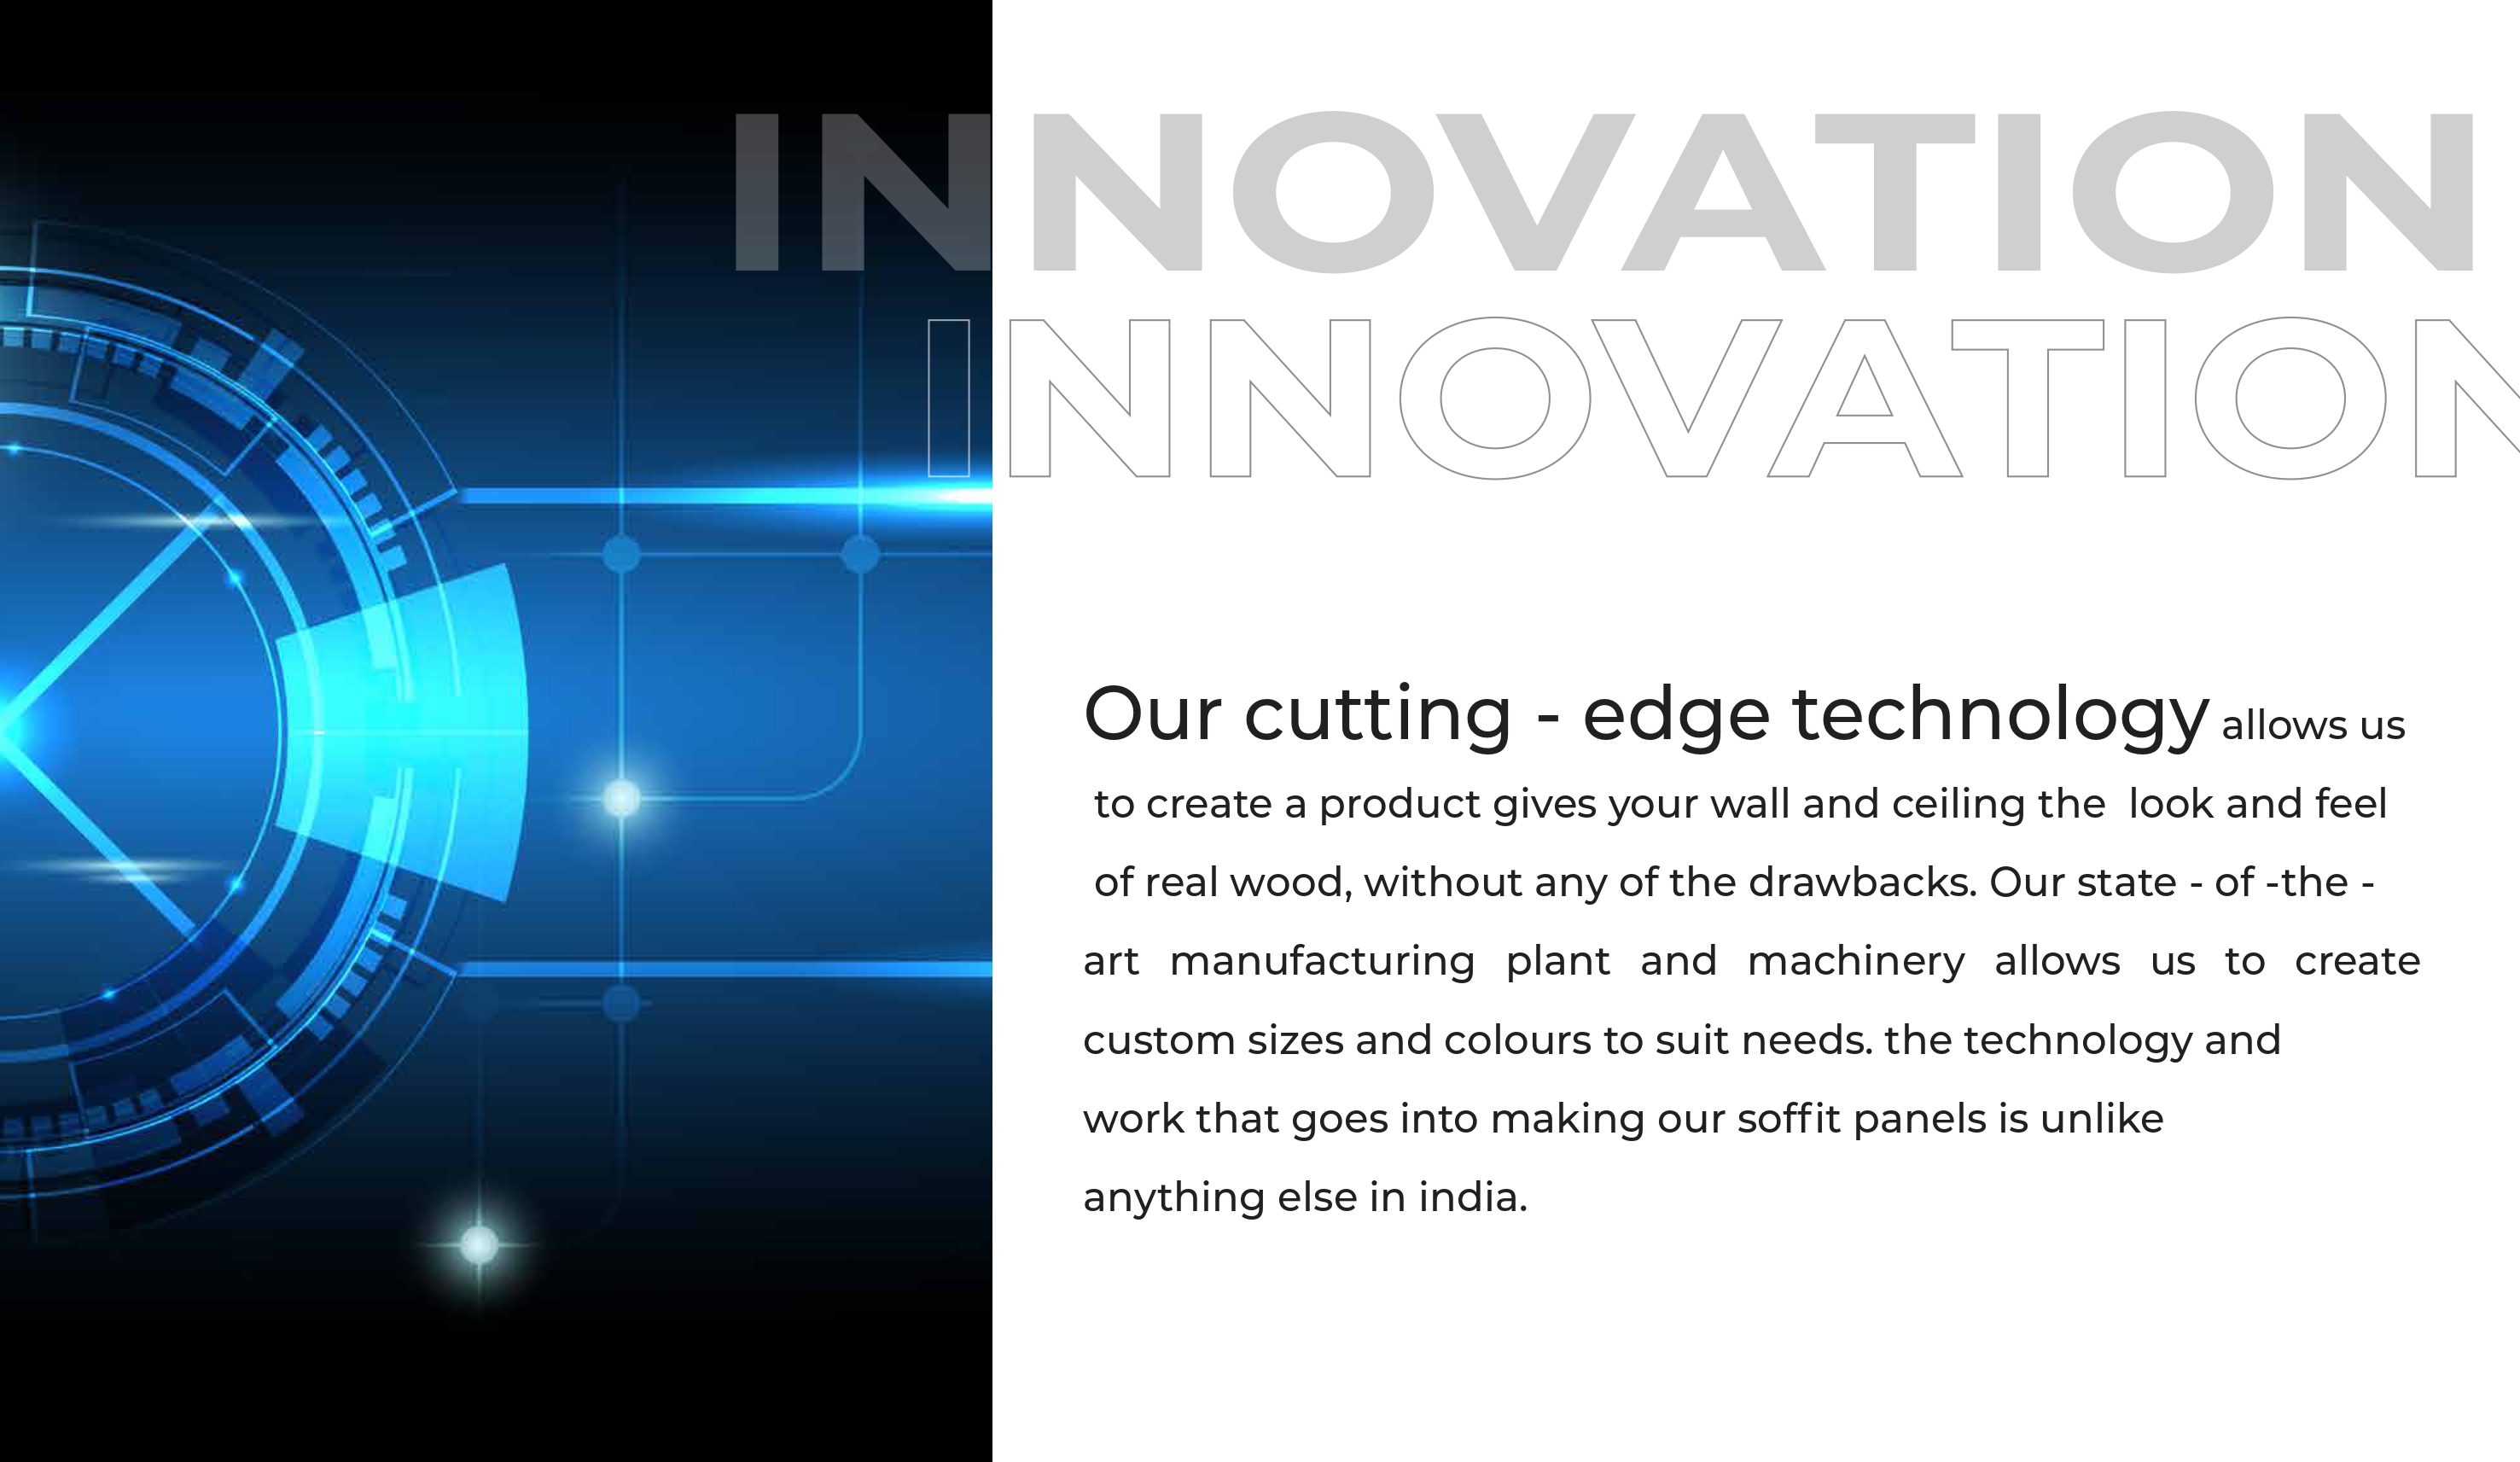 INNOVATION
INNOVATION
Our cutting - edge technology allows us
to create a product gives your wall and ceiling the look and feel
of real wood, without any of the drawbacks. Our state - of -the -
art manufacturing plant and machinery allows us to create
custom sizes and colours to suit needs. the technology and
work that goes into making our soffit panels is unlike
anything else in india.